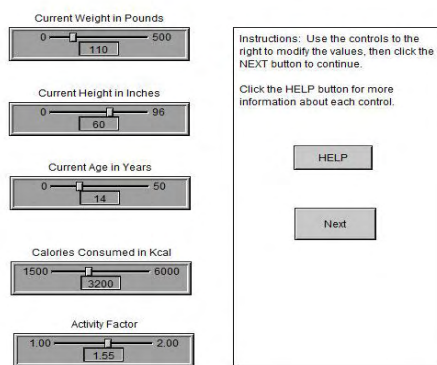 Current Weight in Pounds
0 500
110
Current Height in Inches
0 96
60
Current Age in Years
0 50
14
Calories Consumed in Kcal
1500 6000
3200
Activity Factor
1.00 2.00
1.55
Instructions: Use the controls to the
right to modify the values, then click the
NEXT button to continue.
Click the HELP button for more
information about each control.
HELP
Next